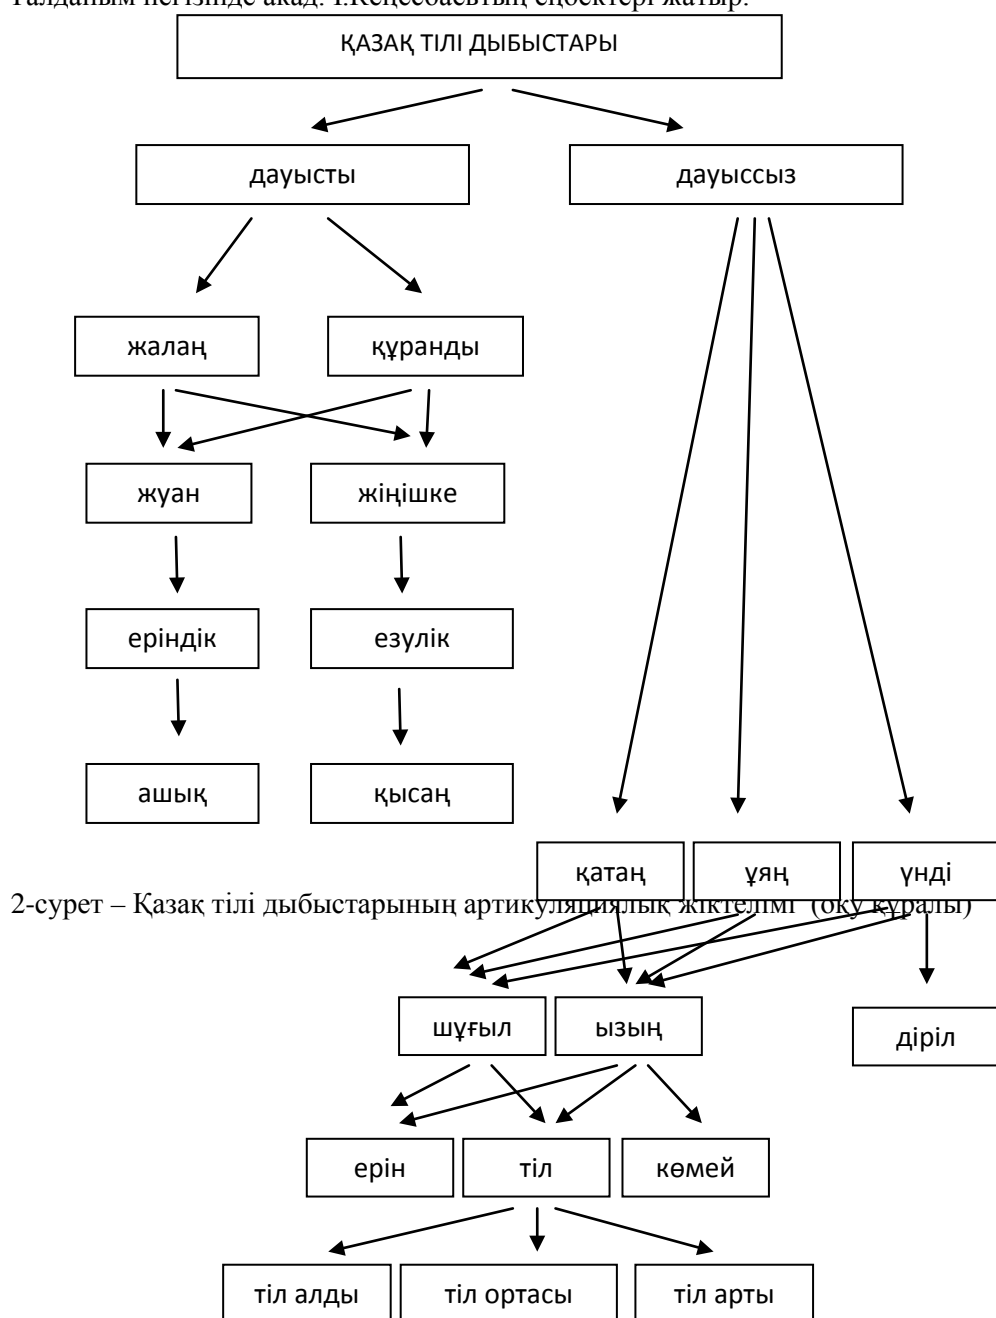 Талданым негізінде акад. І.Кеңесбаевтың еңбектері жатыр.
ҚАЗАҚ ТІЛІ ДЫБЫСТАРЫ
дауысты дауыссыз
жалаң құранды
жуан жіңішке
еріндік езулік
ашық қысаң
қатаң ұяң үнді
2-сурет – Қазақ тілі дыбыстарының артикуляциялық жіктелімі (оқу құралы)
шұғыл ызың діріл
ерін тіл көмей
тіл алды тіл ортасы тіл арты